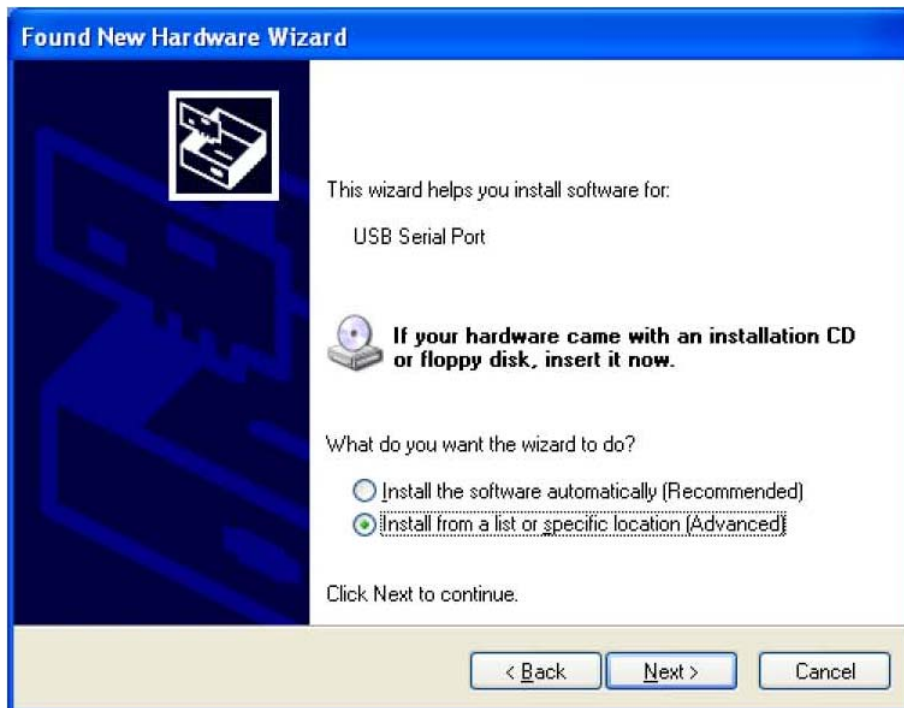 Found New Hardware Wizard
This wizard helps you install software for:
USB Serial Port
If your hardware came with an installation CD
or floppy disk, insert it now.
What do you want the wizard to do?
Install the software automatically (Recommended)
Install from a list or specific location (Advanced)
Click Next to continue.
< Back
Next >
Cancel